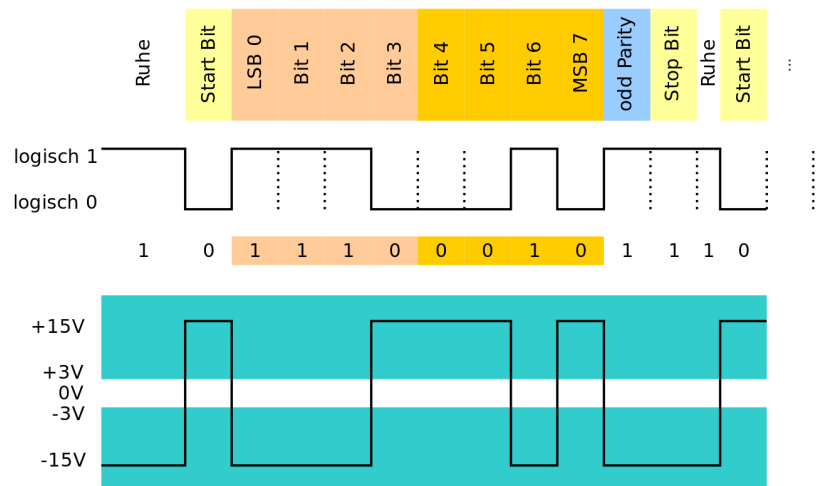 Ruhe
Start Bit
LSB 0
Bit 1
Bit 2
Bit 3
Bit 4
Bit 5
Bit 6
MSB 7
odd Parity
Stop Bit
Ruhe
Start Bit
...
logisch 1
logisch 0
1 0 1 1 1 0 0 0 1 0 1 1 1 0
+15V
+3V
0V
-3V
-15V